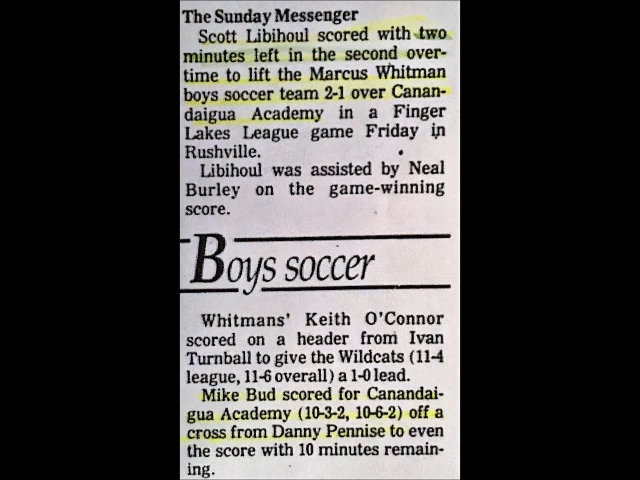 The Sunday Messenger
Scott Libihoul scored with two
minutes left in the second over-
time to lift the Marcus Whitman
boys soccer team 2-1 over Canan-
daigua Academy in a Finger
Lakes League game Friday in
Rushville.
Libihoul was assisted by Neal
Burley on the game-winning
score.
Boys soccer
Whitmans' Keith O'Connor
scored on a header from Ivan
Turnball to give the Wildcats (11-4
league, 11-6 overall) a 1-0 lead.
Mike Bud scored for Canandai-
gua Academy (10-3-2, 10-6-2) off a
cross from Danny Pennise to even
the score with 10 minutes remain-
ing.